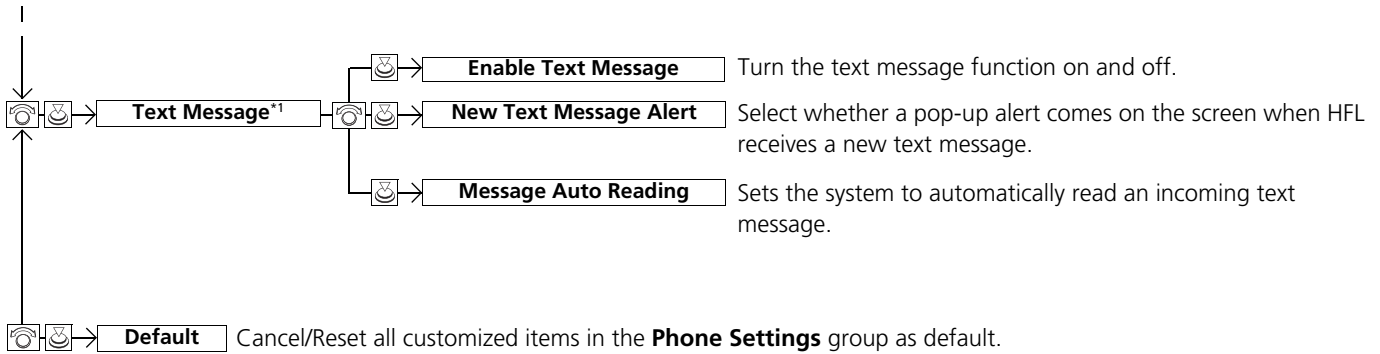 Enable Text Message Turn the text message function on and off.
Text Message*1 New Text Message Alert Select whether a pop-up alert comes on the screen when HFL
receives a new text message.
Message Auto Reading Sets the system to automatically read an incoming text
message.
Default Cancel/Reset all customized items in the Phone Settings group as default.